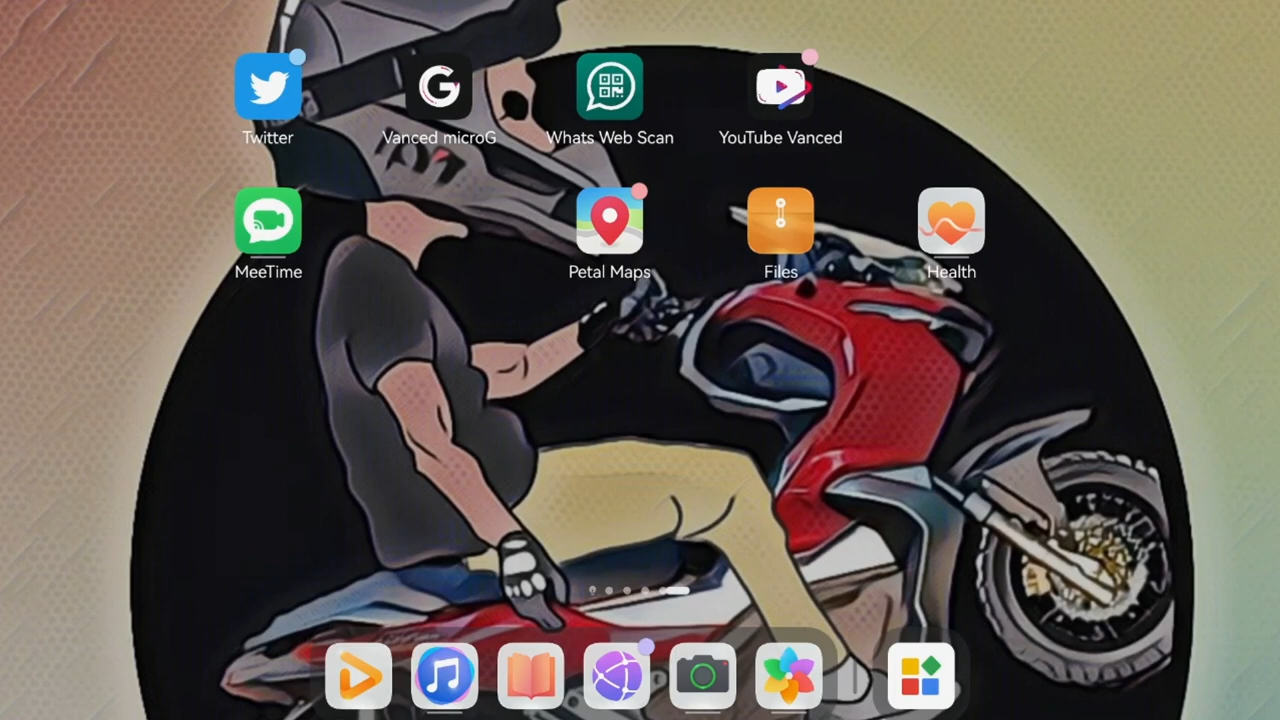 Twitter
Vanced microG
Whats Web Scan
YouTube Vanced
MeeTime
Petal Maps
Files
Health